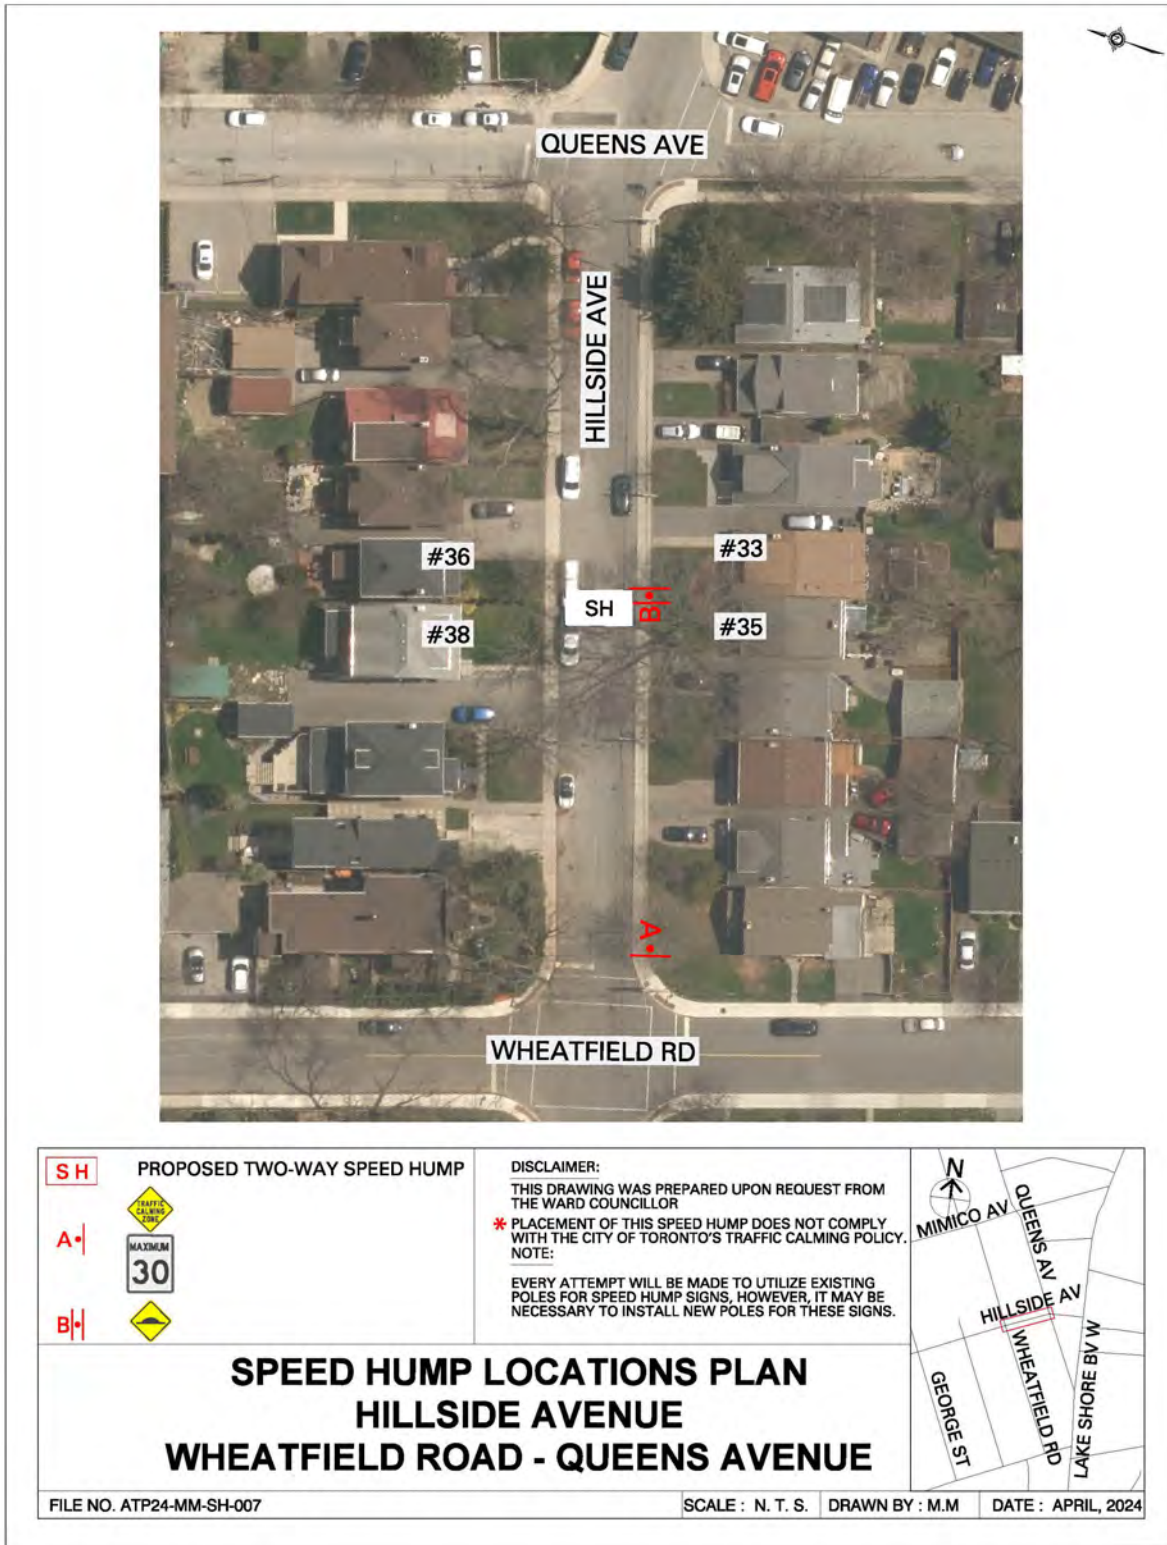 QUEENS AVE
HILLSIDE AVE
#36
#33
SH
B
#38
#35
A
WHEATFIELD RD
SH
PROPOSED TWO-WAY SPEED HUMP
TRAFFIC
CALMING
ZONE
A
MAXIMUM
30
B
DISCLAIMER:
THIS DRAWING WAS PREPARED UPON REQUEST FROM
THE WARD COUNCILLOR
* PLACEMENT OF THIS SPEED HUMP DOES NOT COMPLY
WITH THE CITY OF TORONTO'S TRAFFIC CALMING POLICY.
NOTE:
EVERY ATTEMPT WILL BE MADE TO UTILIZE EXISTING
POLES FOR SPEED HUMP SIGNS, HOWEVER, IT MAY BE
NECESSARY TO INSTALL NEW POLES FOR THESE SIGNS.
N
MIMICO AV
QUEENS AV
HILLSIDE AV
WHEATFIELD RD
GEORGE ST
LAKE SHORE BV W
SPEED HUMP LOCATIONS PLAN
HILLSIDE AVENUE
WHEATFIELD ROAD - QUEENS AVENUE
FILE NO. ATP24-MM-SH-007
SCALE : N. T. S.
DRAWN BY : M.M
DATE : APRIL, 2024